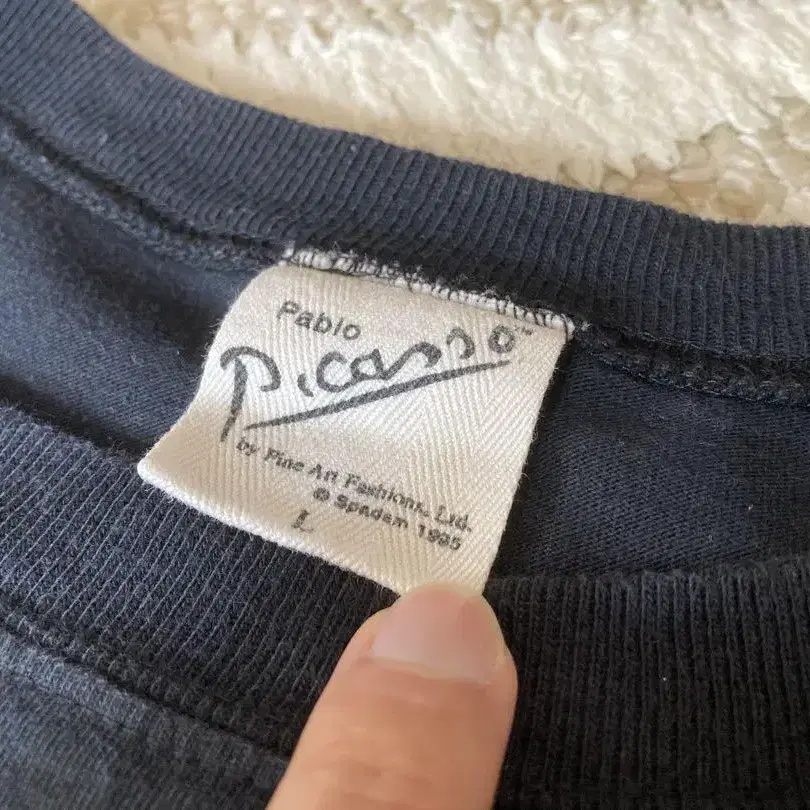 Pablo
Picasso™
by Fine Art Fashions, Ltd.
© Spadem 1995
L